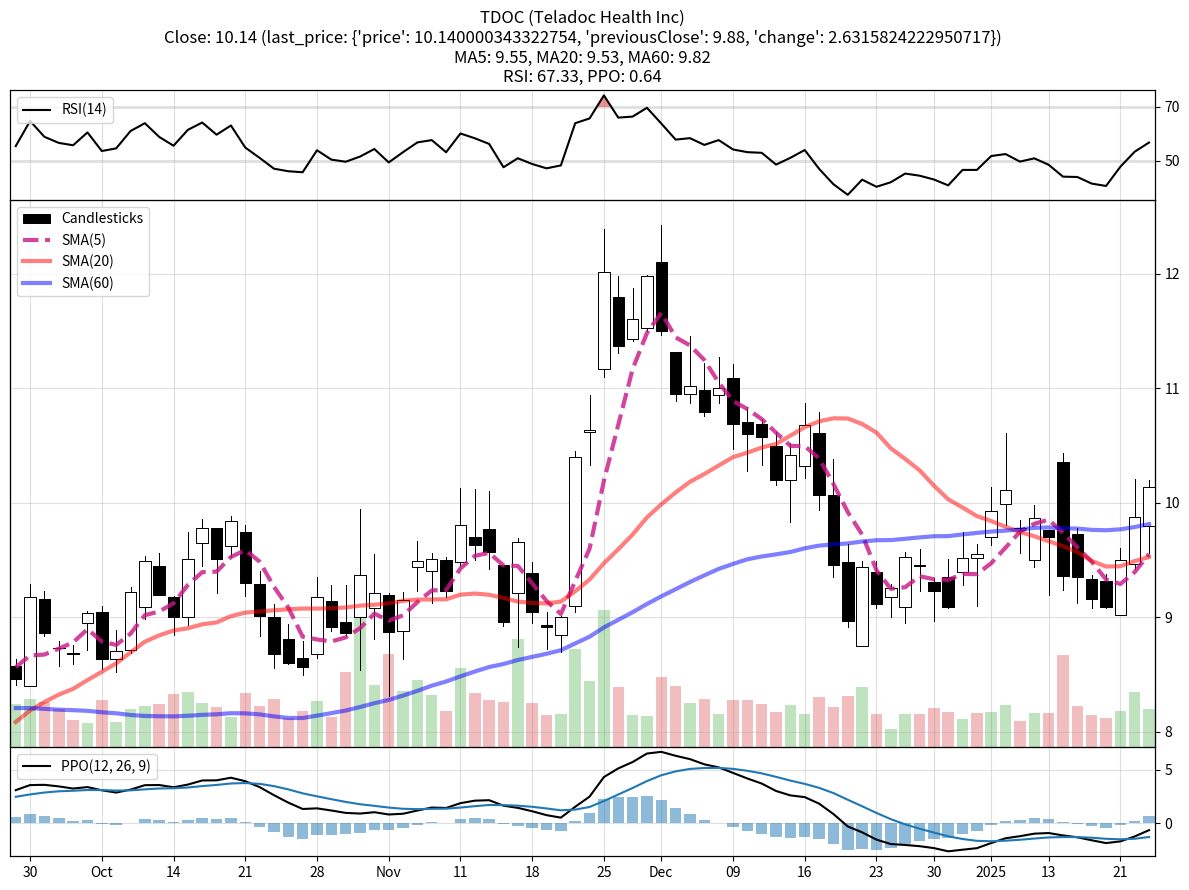 TDOC (Teladoc Health Inc)
Close: 10.14 (last_price: {'price': 10.140000343322754, 'previousClose': 9.88, 'change': 2.6315824222950717})
MA5: 9.55, MA20: 9.53, MA60: 9.82
RSI: 67.33, PPO: 0.64
RSI(14)
70
50
Candlesticks
SMA(5)
SMA(20)
SMA(60)
12
11
10
9
8
PPO(12, 26, 9)
5
0
30 Oct 14 21 28 Nov 11 18 25 Dec 09 16 23 30 2025 13 21